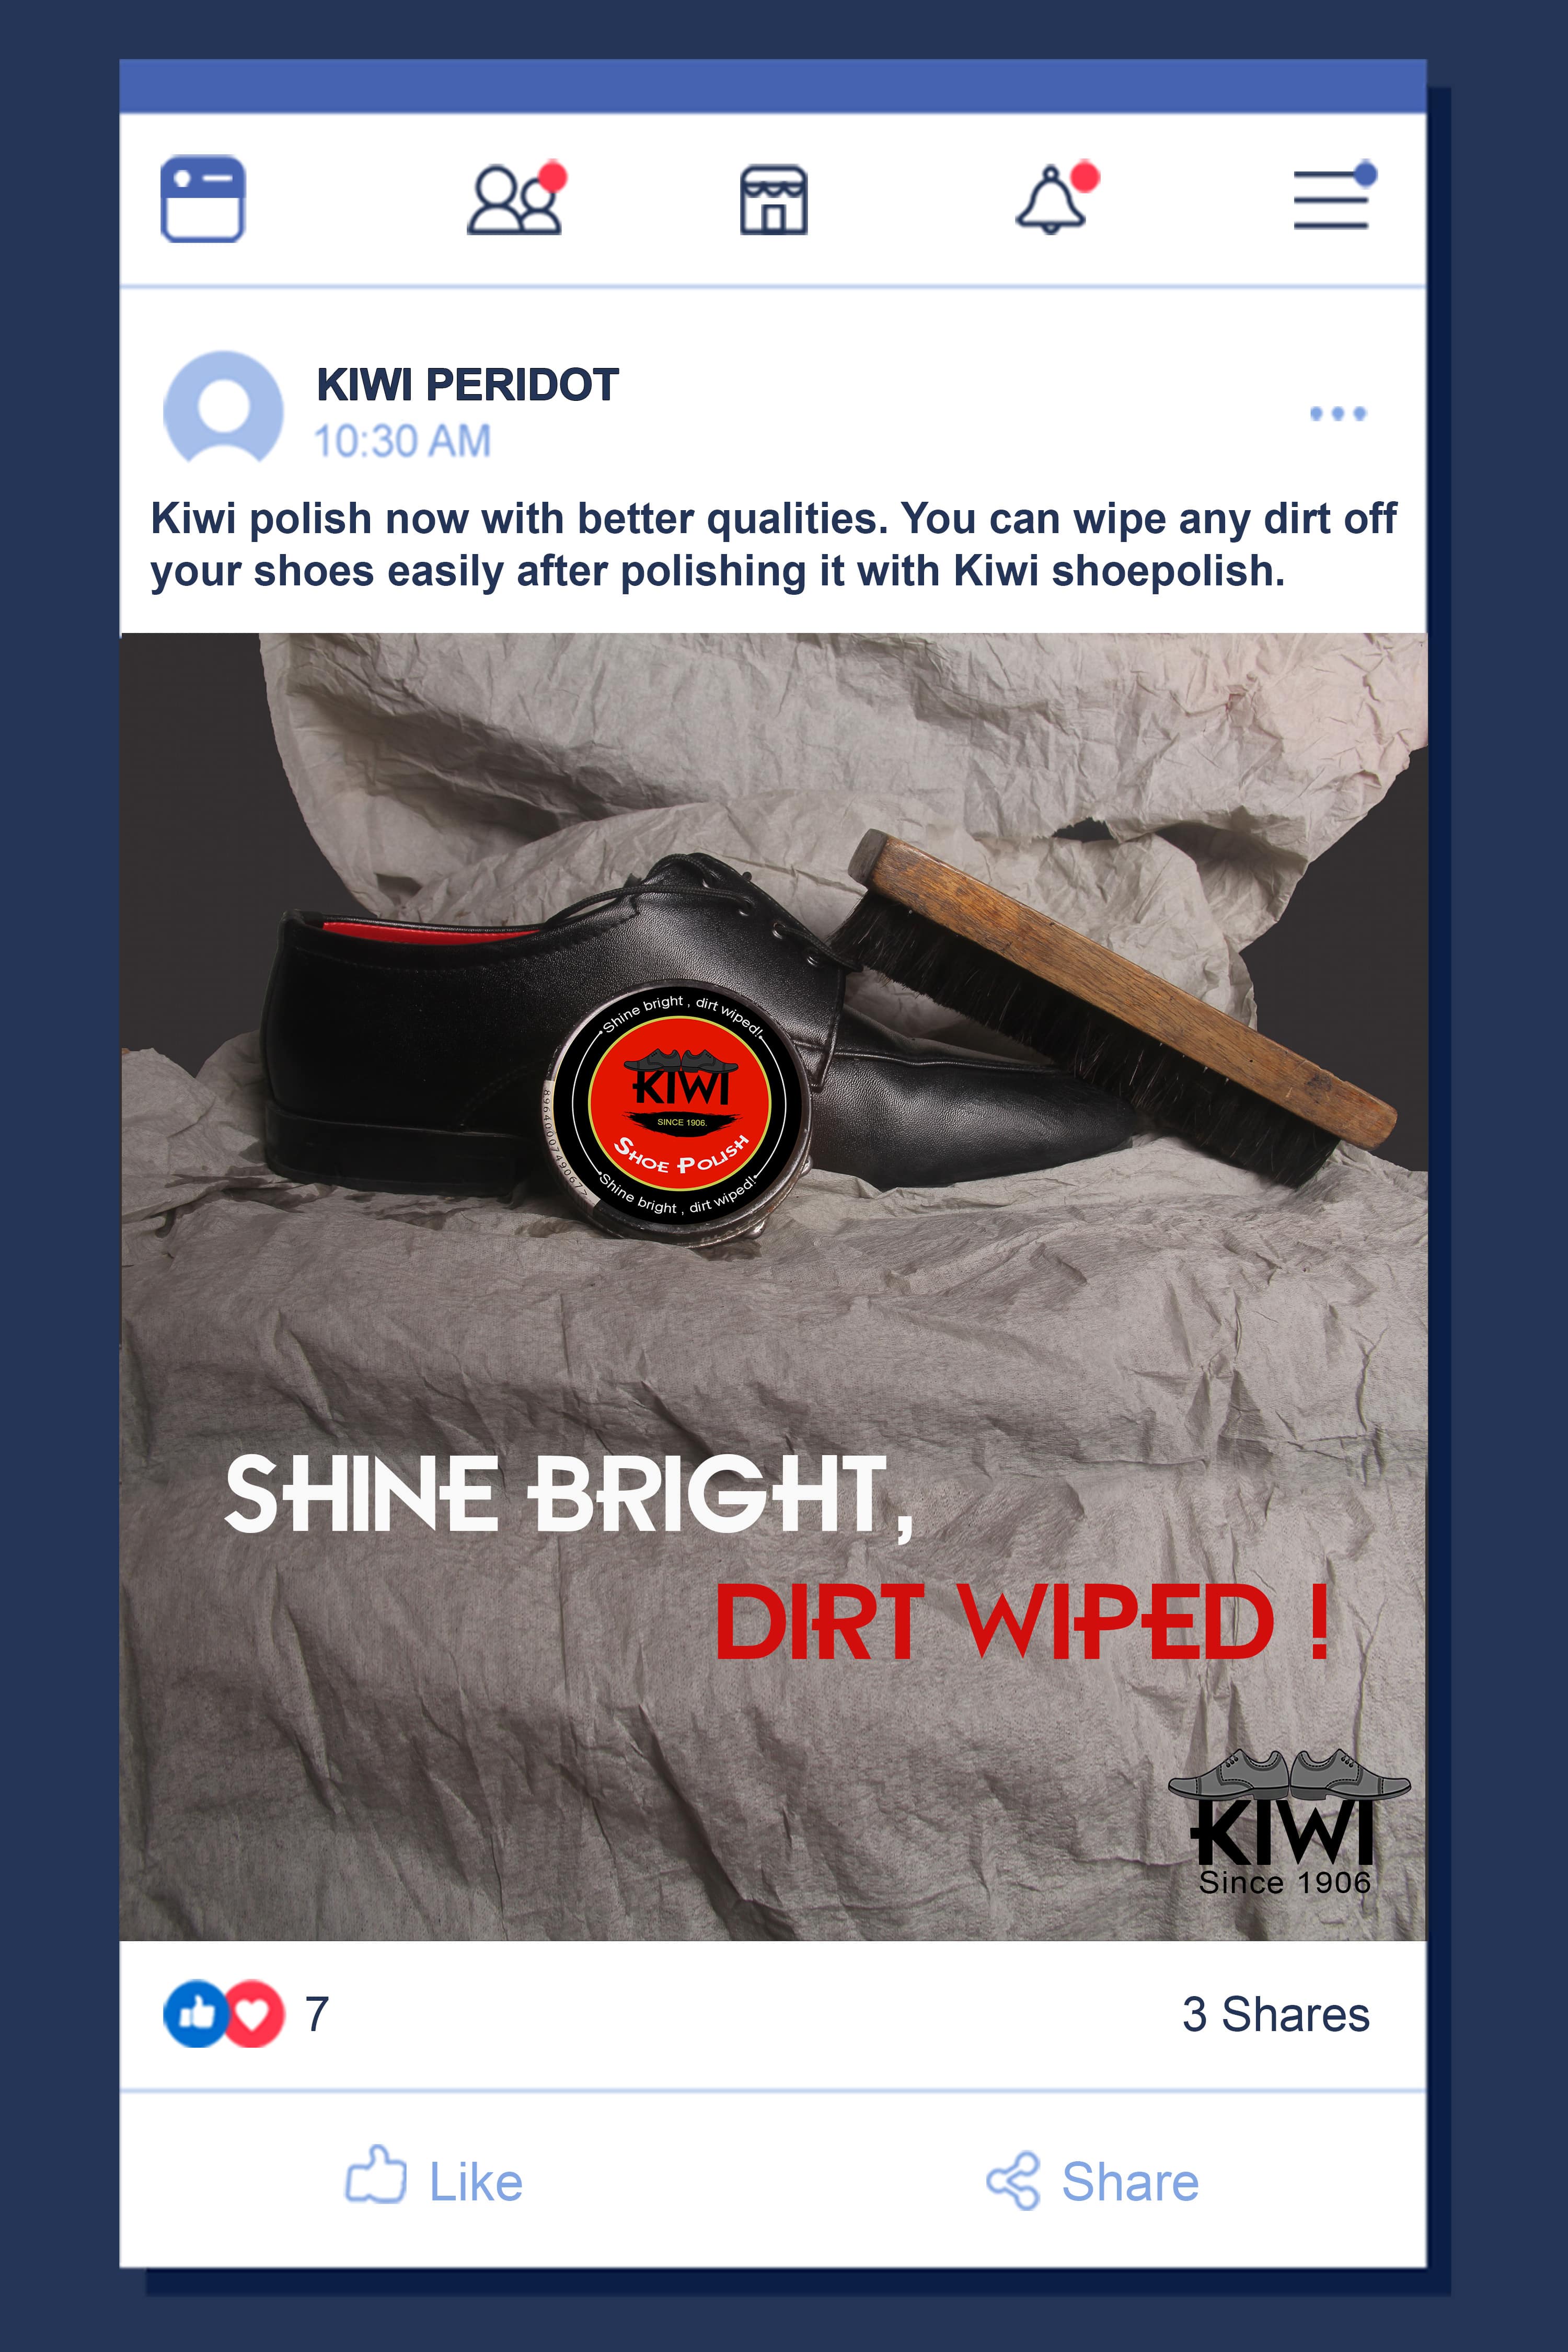 KIWI PERIDOT
10:30 AM
Kiwi polish now with better qualities. You can wipe any dirt off
your shoes easily after polishing it with Kiwi shoepolish.
Shine bright , dirt wiped!
KIWI
SINCE 1906.
SHOE POLISH
Shine bright , dirt wiped!
SHINE BRIGHT,
DIRT WIPED !
KIWI
Since 1906
7
3 Shares
Like
Share